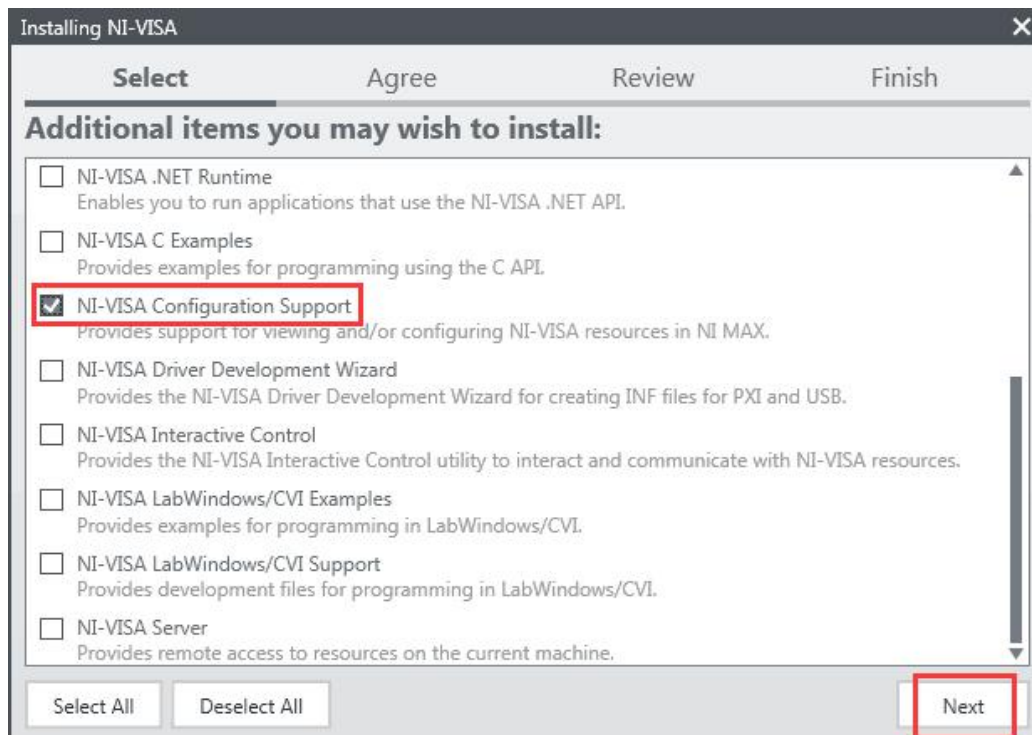 Installing NI-VISA
Select Agree Review Finish
Additional items you may wish to install:
NI-VISA .NET Runtime
Enables you to run applications that use the NI-VISA .NET API.
NI-VISA C Examples
Provides examples for programming using the C API.
NI-VISA Configuration Support
Provides support for viewing and/or configuring NI-VISA resources in NI MAX.
NI-VISA Driver Development Wizard
Provides the NI-VISA Driver Development Wizard for creating INF files for PXI and USB.
NI-VISA Interactive Control
Provides the NI-VISA Interactive Control utility to interact and communicate with NI-VISA resources.
NI-VISA LabWindows/CVI Examples
Provides examples for programming in LabWindows/CVI.
NI-VISA LabWindows/CVI Support
Provides development files for programming in LabWindows/CVI.
NI-VISA Server
Provides remote access to resources on the current machine.
Select All Deselect All Next